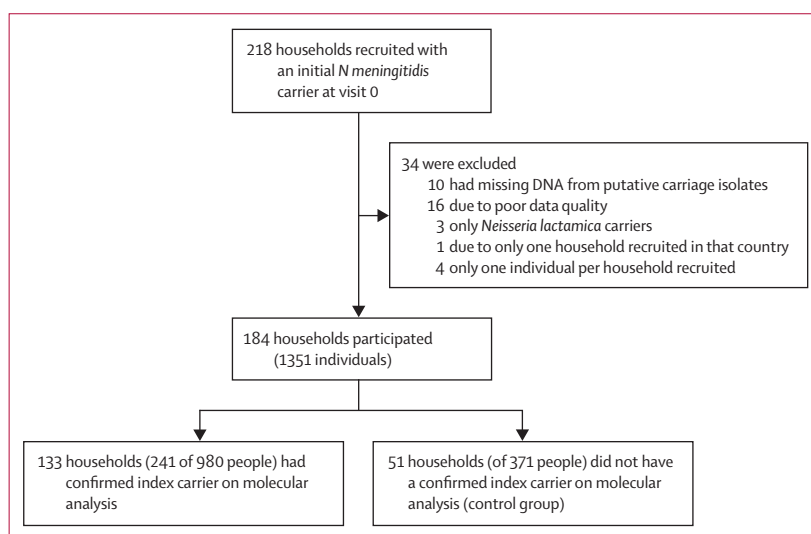 218 households recruited with
an initial N meningitidis
carrier at visit 0
34 were excluded
10 had missing DNA from putative carriage isolates
16 due to poor data quality
3 only Neisseria lactamica carriers
1 due to only one household recruited in that country
4 only one individual per household recruited
184 households participated
(1351 individuals)
133 households (241 of 980 people) had
confirmed index carrier on molecular
analysis
51 households (of 371 people) did not have
a confirmed index carrier on molecular
analysis (control group)